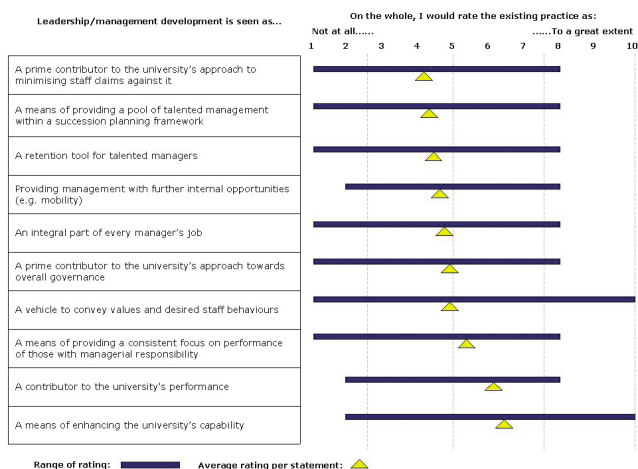 Leadership/management development is seen as...
On the whole, I would rate the existing practice as:
Not at all...... ......To a great extent
1 2 3 4 5 6 7 8 9 10
A prime contributor to the university's approach to
minimising staff claims against it
A means of providing a pool of talented management
within a succession planning framework
A retention tool for talented managers
Providing management with further internal opportunities
(e.g. mobility)
An integral part of every manager's job
A prime contributor to the university's approach towards
overall governance
A vehicle to convey values and desired staff behaviours
A means of providing a consistent focus on performance
of those with managerial responsibility
A contributor to the university's performance
A means of enhancing the university's capability
Range of rating: Average rating per statement: